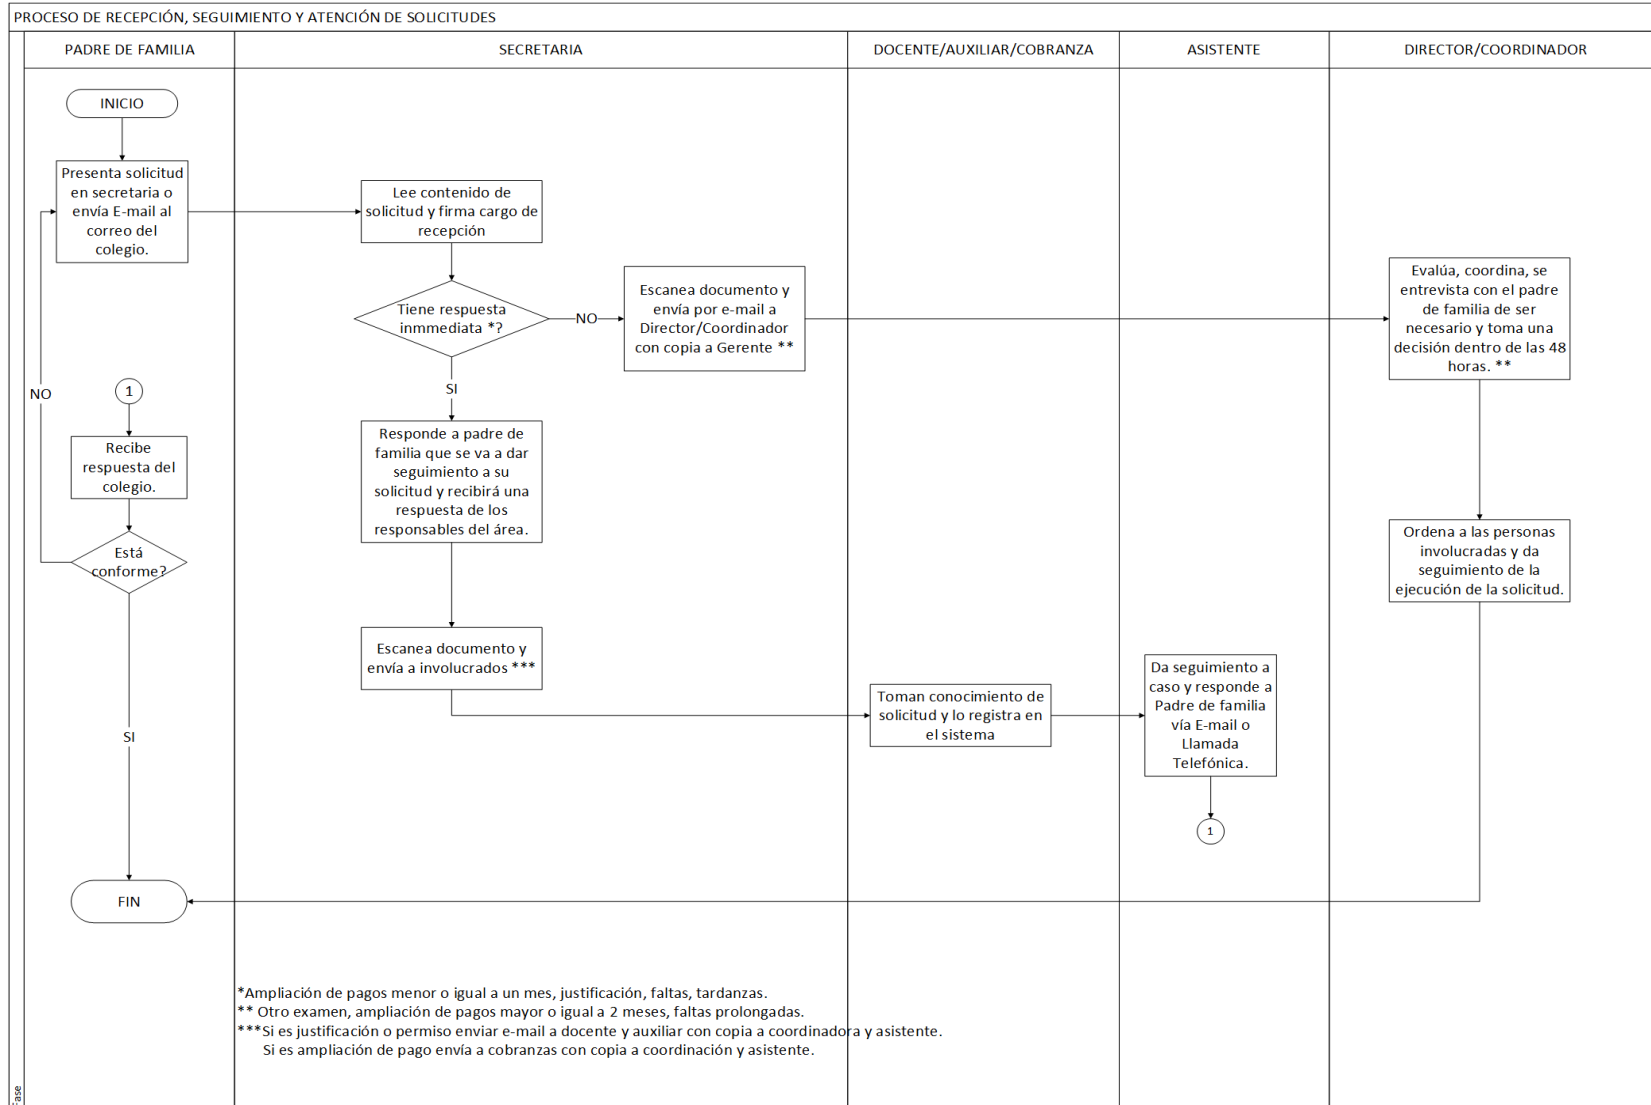 PROCESO DE RECEPCIÓN, SEGUIMIENTO Y ATENCIÓN DE SOLICITUDES
PADRE DE FAMILIA
SECRETARIA
DOCENTE/AUXILIAR/COBRANZA
ASISTENTE
DIRECTOR/COORDINADOR
INICIO
Presenta solicitud
en secretaria o
envía E-mail al
correo del
colegio.
Lee contenido de
solicitud y firma cargo de
recepción
Tiene respuesta
inmmediata *?
NO
Escanea documento y
envía por e-mail a
Director/Coordinador
con copia a Gerente **
Evalúa, coordina, se
entrevista con el padre
de familia de ser
necesario y toma una
decisión dentro de las 48
horas. **
SI
NO
1
Recibe
respuesta del
colegio.
Está
conforme?
Responde a padre de
familia que se va a dar
seguimiento a su
solicitud y recibirá una
respuesta de los
responsables del área.
Ordena a las personas
involucradas y da
seguimiento de la
ejecución de la solicitud.
Escanea documento y
envía a involucrados ***
Toman conocimiento de
solicitud y lo registra en
el sistema
Da seguimiento a
caso y responde a
Padre de familia
vía E-mail o
Llamada
Telefónica.
SI
1
FIN
*Ampliación de pagos menor o igual a un mes, justificación, faltas, tardanzas.
** Otro examen, ampliación de pagos mayor o igual a 2 meses, faltas prolongadas.
***Si es justificación o permiso enviar e-mail a docente y auxiliar con copia a coordinadora y asistente.
Si es ampliación de pago envía a cobranzas con copia a coordinación y asistente.
Fase